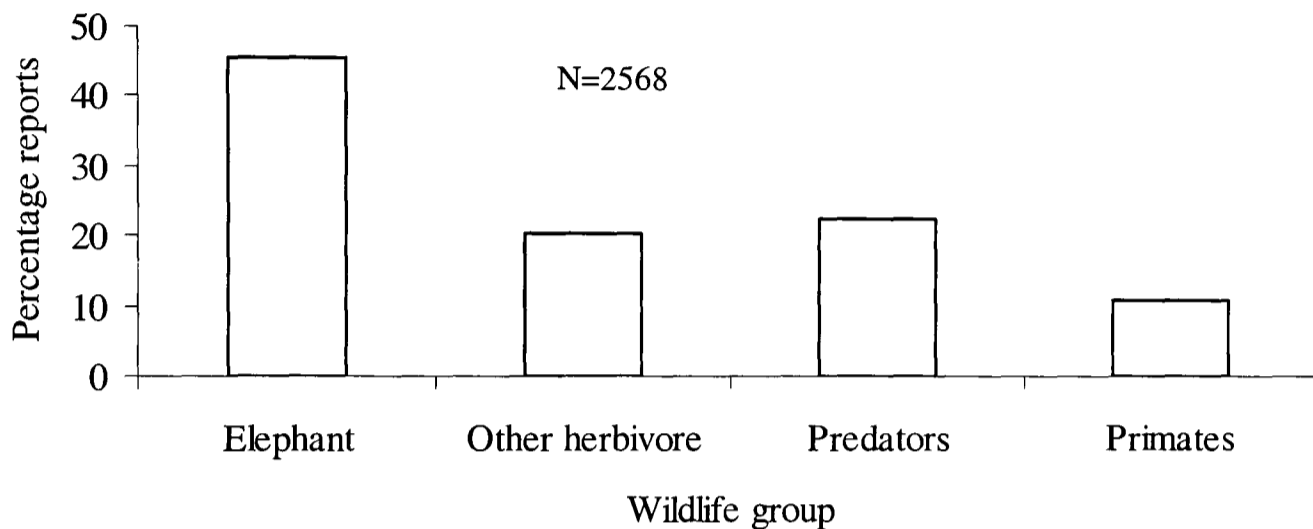 Percentage reports
50
40
30
20
10
0
N=2568
Elephant Other herbivore Predators Primates
Wildlife group